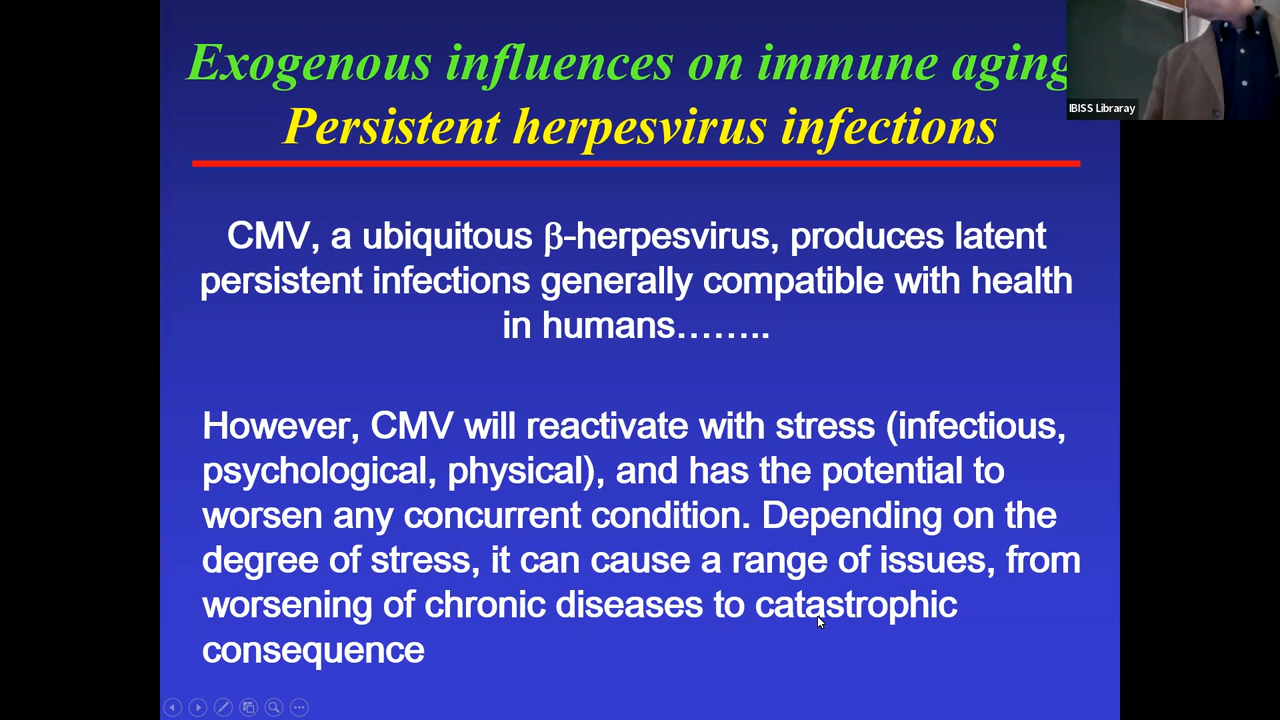 Exogenous influences on immune aging
Persistent herpesvirus infections
IBISS Libraray
CMV, a ubiquitous β-herpesvirus, produces latent
persistent infections generally compatible with health
in humans……..
However, CMV will reactivate with stress (infectious,
psychological, physical), and has the potential to
worsen any concurrent condition. Depending on the
degree of stress, it can cause a range of issues, from
worsening of chronic diseases to catastrophic
consequence